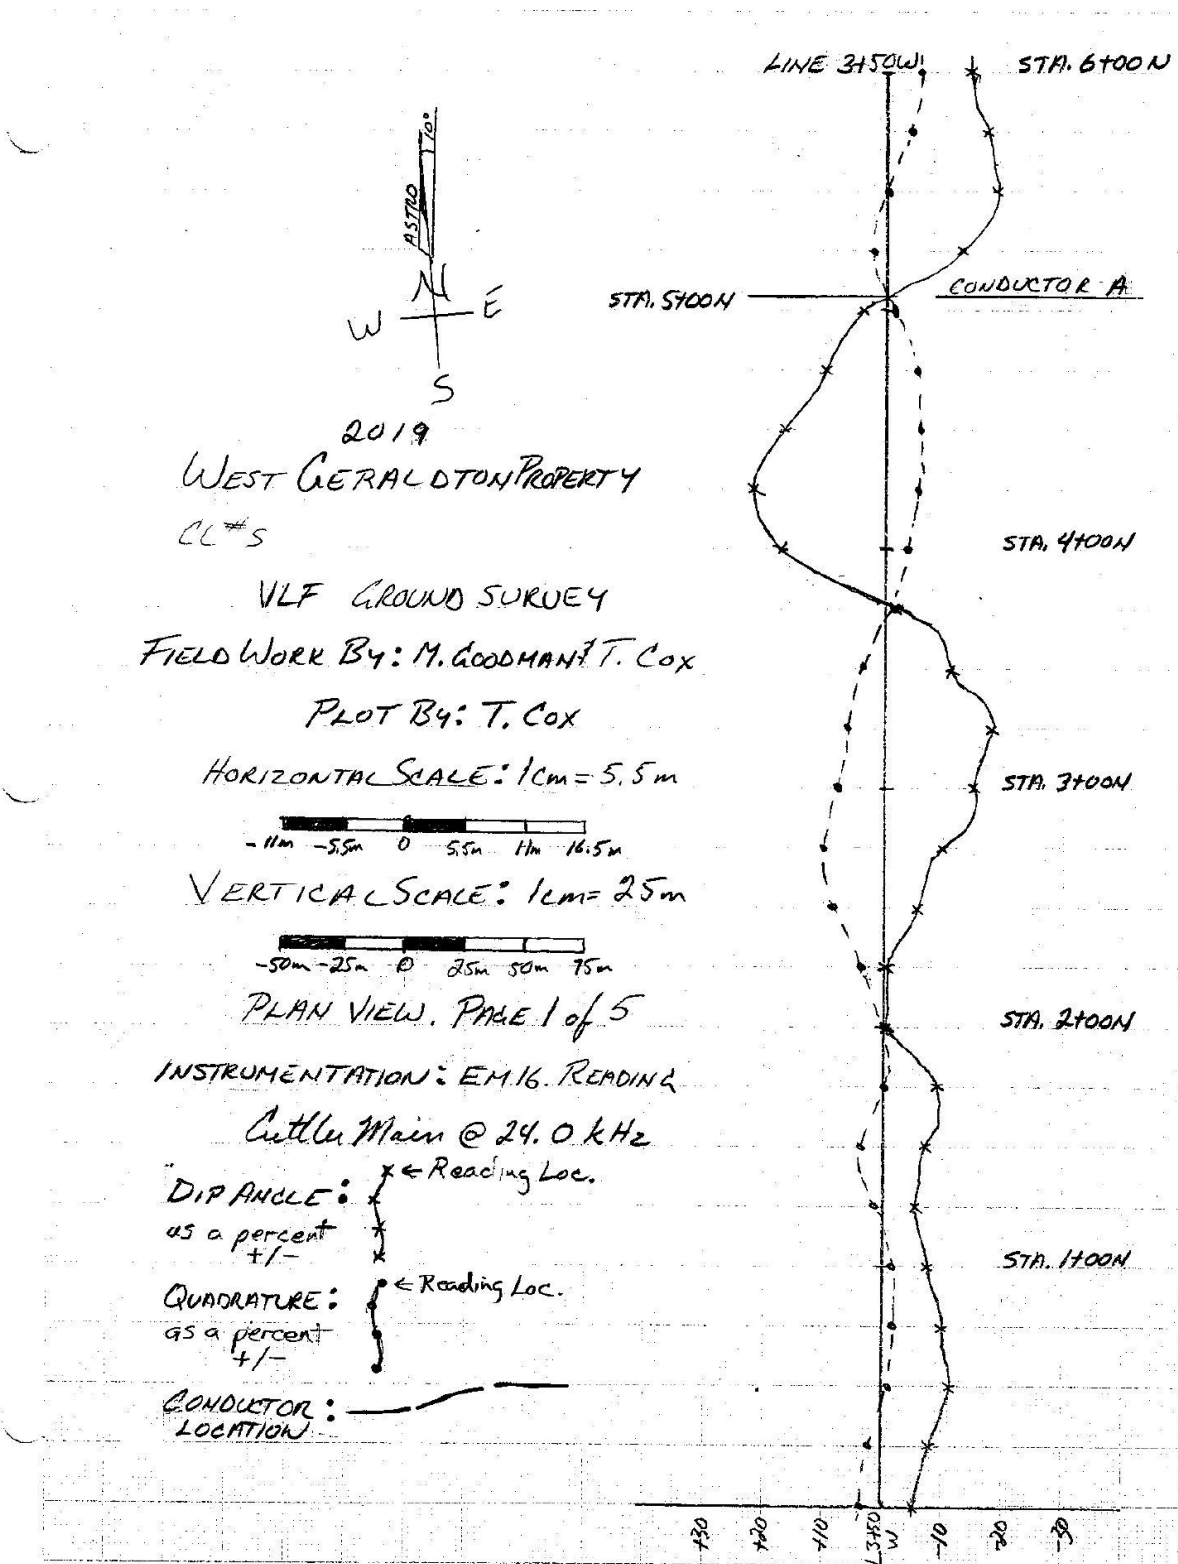 LINE 3+50W
STA. 6+00N
10°
ASTRO
N
W E
S
STA. 5+00N
CONDUCTOR A
2019
WEST GERALDTON PROPERTY
CL#S
STA. 4+00N
VLF GROUND SURVEY
FIELD WORK BY: M. GOODMAN & T. COX
PLOT BY: T. COX
HORIZONTAL SCALE: 1cm = 5.5m
STA. 3+00N
-11m -5.5m 0 5.5m 11m 16.5m
VERTICAL SCALE: 1cm = 25m
-50m -25m 0 25m 50m 75m
PLAN VIEW. PAGE 1 of 5
STA. 2+00N
INSTRUMENTATION: EM16. READING
Cuttler Main @ 24.0 kHz
DIP ANGLE: ← Reading Loc.
as a percent
+/-
STA. 1+00N
QUADRATURE: ← Reading Loc.
as a percent
+/-
CONDUCTOR:
LOCATION
+30 +20 +10 L3+50 W -10 -20 -30